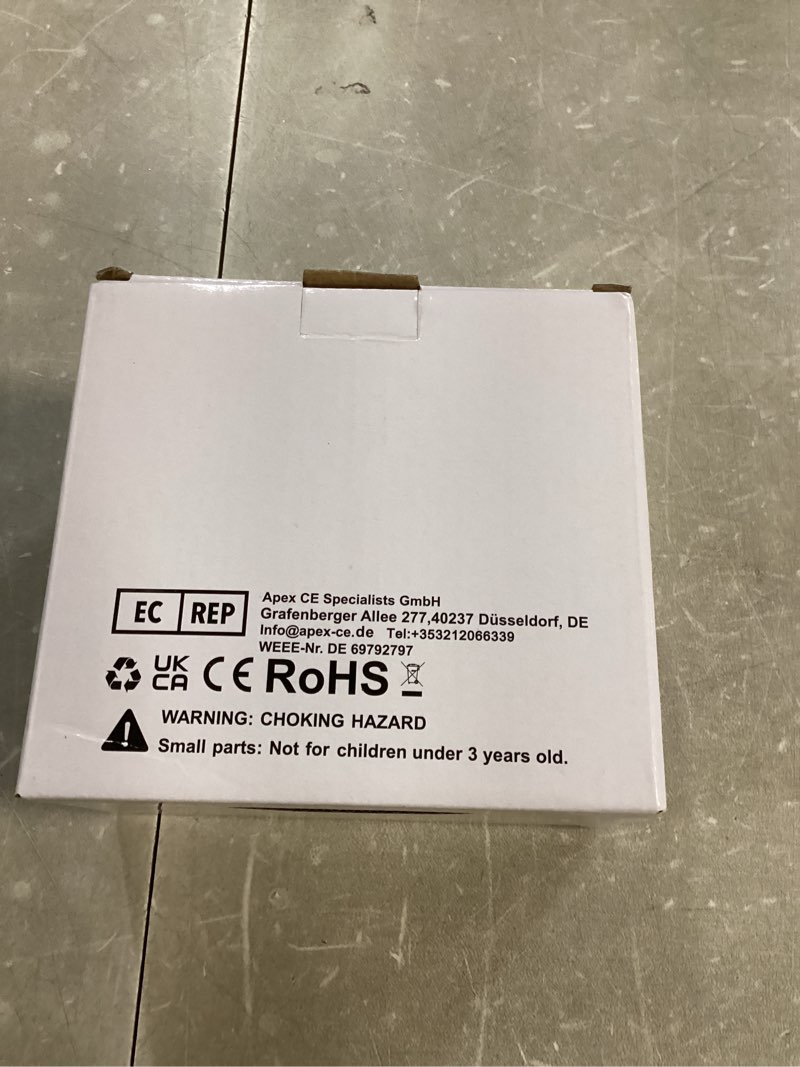 EC REP
Apex CE Specialists GmbH
Grafenberger Allee 277,40237 Düsseldorf, DE
Info@apex-ce.de Tel:+353212066339
WEEE-Nr. DE 69792797
UK
CA CE RoHS
WARNING: CHOKING HAZARD
Small parts: Not for children under 3 years old.